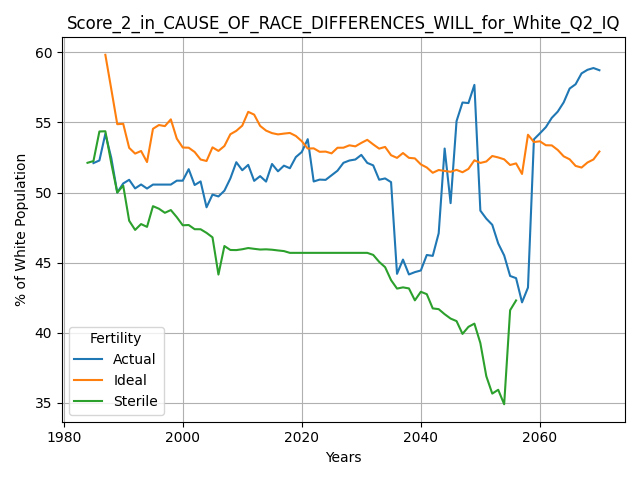 Score_2_in_CAUSE_OF_RACE_DIFFERENCES_WILL_for_White_Q2_IQ
% of White Population
60
55
50
45
40
35
Fertility
Actual
Ideal
Sterile
1980
2000
2020
2040
2060
Years